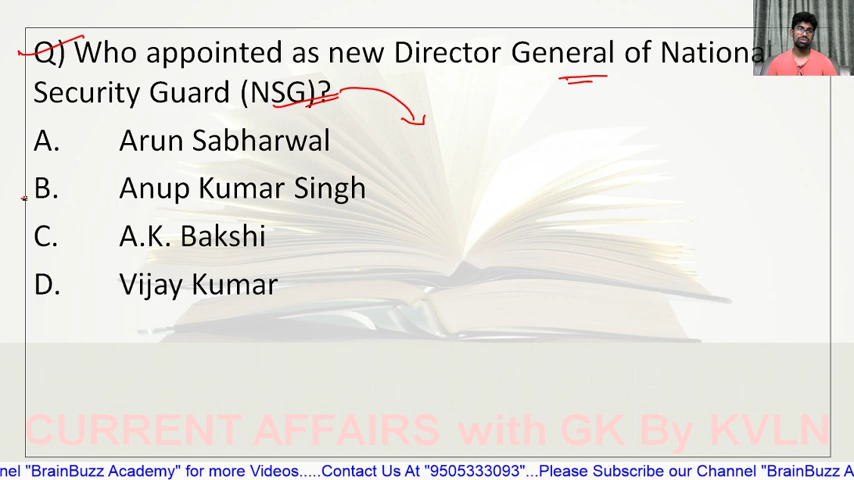 Q) Who appointed as new Director General of Nationa
Security Guard (NSG)?
A. Arun Sabharwal
B. Anup Kumar Singh
C. A.K. Bakshi
D. Vijay Kumar
CURRENT AFFAIRS with GK By KVLN
nel "BrainBuzz Academy" for more Videos.....Contact Us At "9505333093"...Please Subscribe our Channel "BrainBuzz A